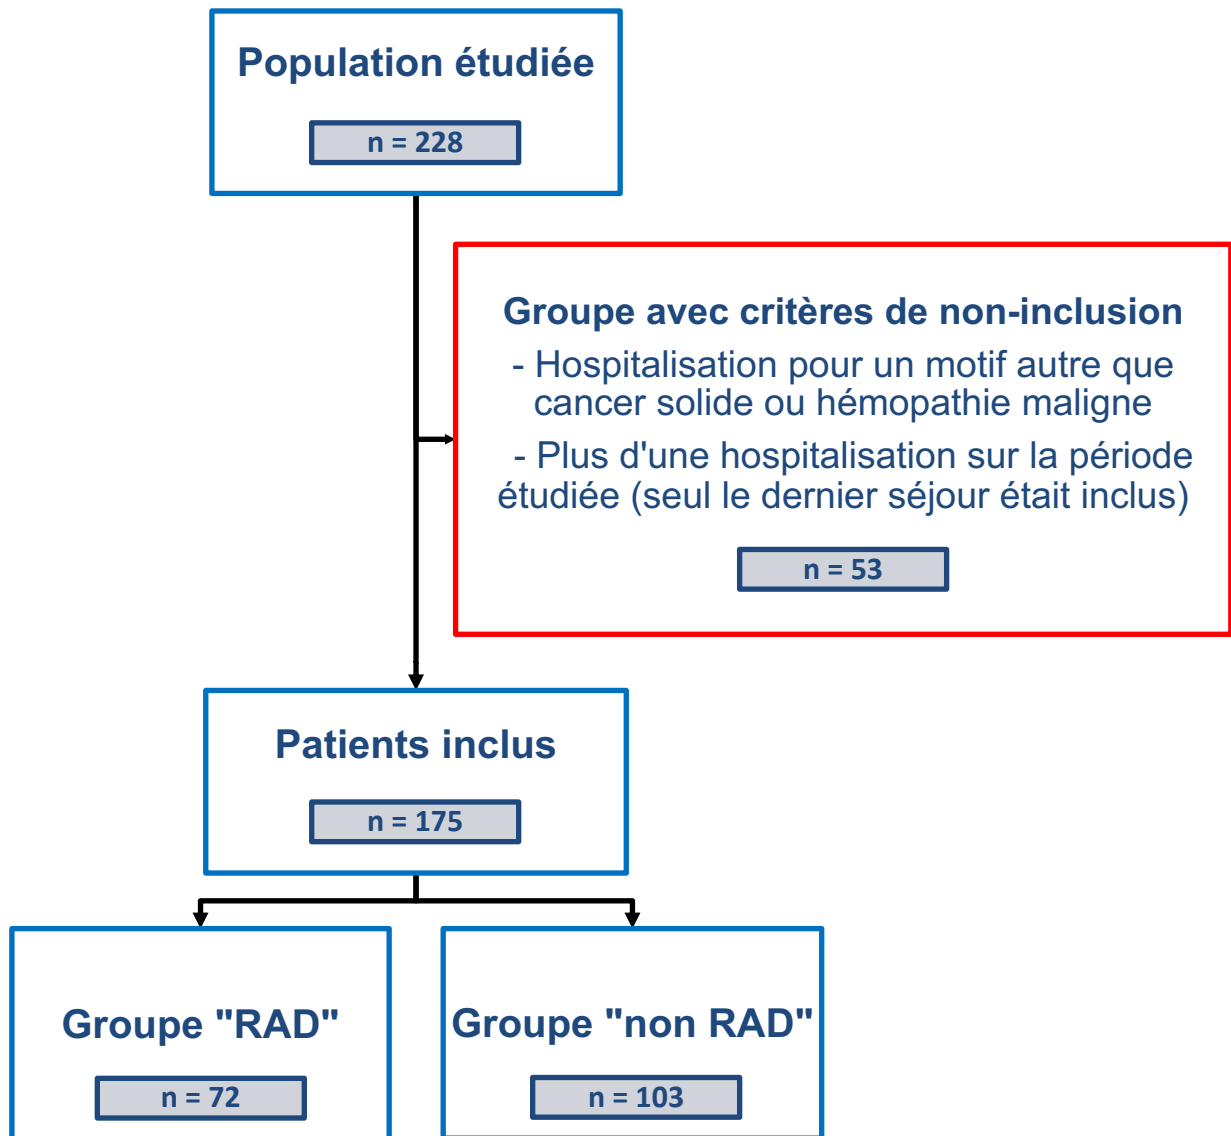 Population étudiée
n = 228
Groupe avec critères de non-inclusion
- Hospitalisation pour un motif autre que
cancer solide ou hémopathie maligne
- Plus d'une hospitalisation sur la période
étudiée (seul le dernier séjour était inclus)
n = 53
Patients inclus
n = 175
Groupe "RAD"
n = 72
Groupe "non RAD"
n = 103